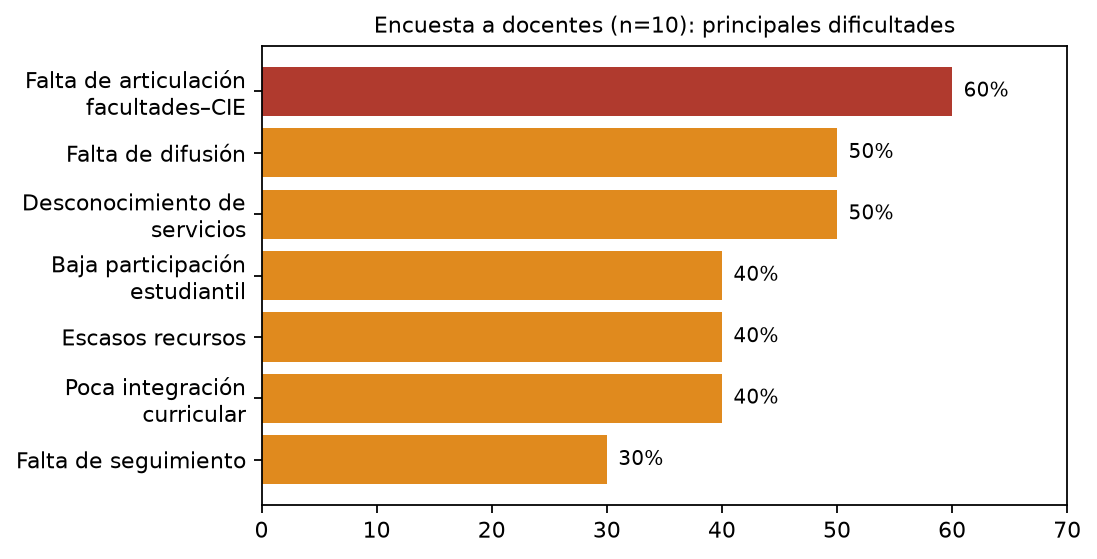 Encuesta a docentes (n=10): principales dificultades
Falta de articulación
facultades–CIE
60%
Falta de difusión
50%
Desconocimiento de
servicios
50%
Baja participación
estudiantil
40%
Escasos recursos
40%
Poca integración
curricular
40%
Falta de seguimiento
30%
0 10 20 30 40 50 60 70